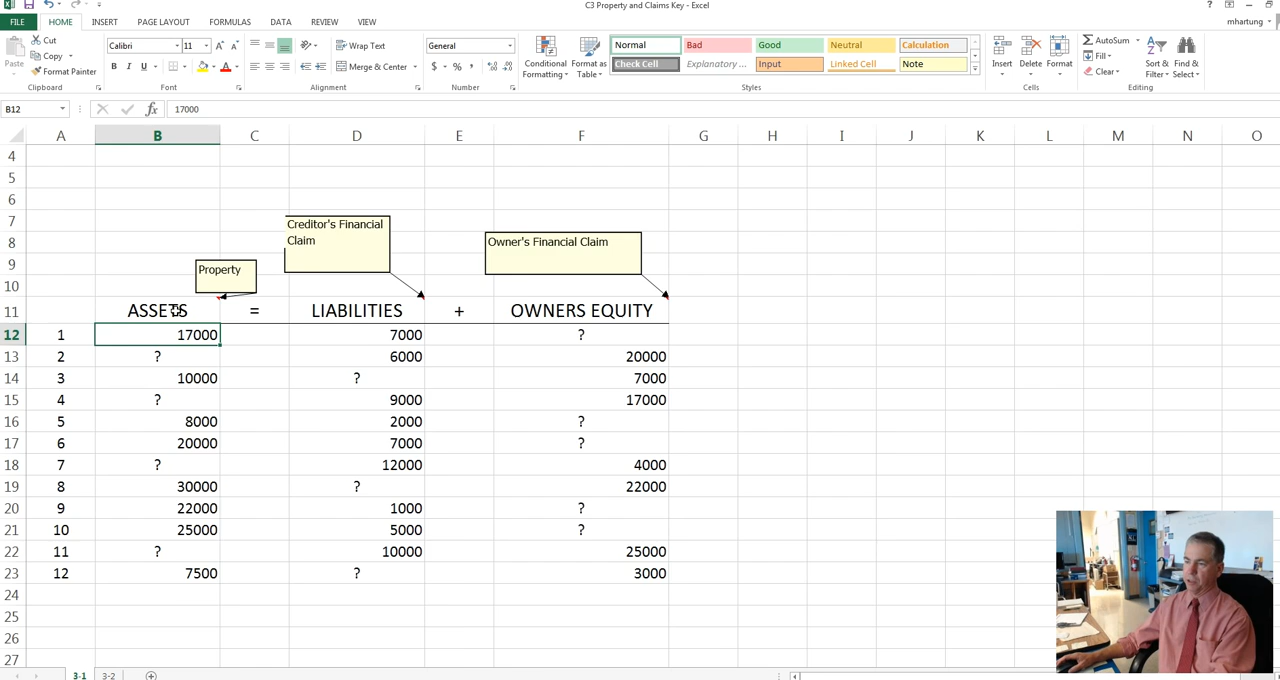 C3 Property and Claims Key - Excel
? 
FILE HOME INSERT PAGE LAYOUT FORMULAS DATA REVIEW VIEW mhartung
Paste Cut Copy Format Painter Clipboard
Calibri 11 A A B I U A Font
Wrap Text Merge & Center Alignment
General $ % , Number
Conditional Formatting Format as Table
Normal Bad Good Neutral Calculation
Check Cell Explanatory ... Input Linked Cell Note
Styles
Insert Delete Format Cells
AutoSum Fill Clear Sort & Filter Find & Select Editing
B12 fx 17000
A B C D E F G H I J K L M N O
4
5
6
7 Creditor's Financial
8 Claim Owner's Financial Claim
9 Property
10
11 ASSETS = LIABILITIES + OWNERS EQUITY
12 1 17000 7000 ?
13 2 ? 6000 20000
14 3 10000 ? 7000
15 4 ? 9000 17000
16 5 8000 2000 ?
17 6 20000 7000 ?
18 7 ? 12000 4000
19 8 30000 ? 22000
20 9 22000 1000 ?
21 10 25000 5000 ?
22 11 ? 10000 25000
23 12 7500 ? 3000
24
25
26
27
3-1 3-2